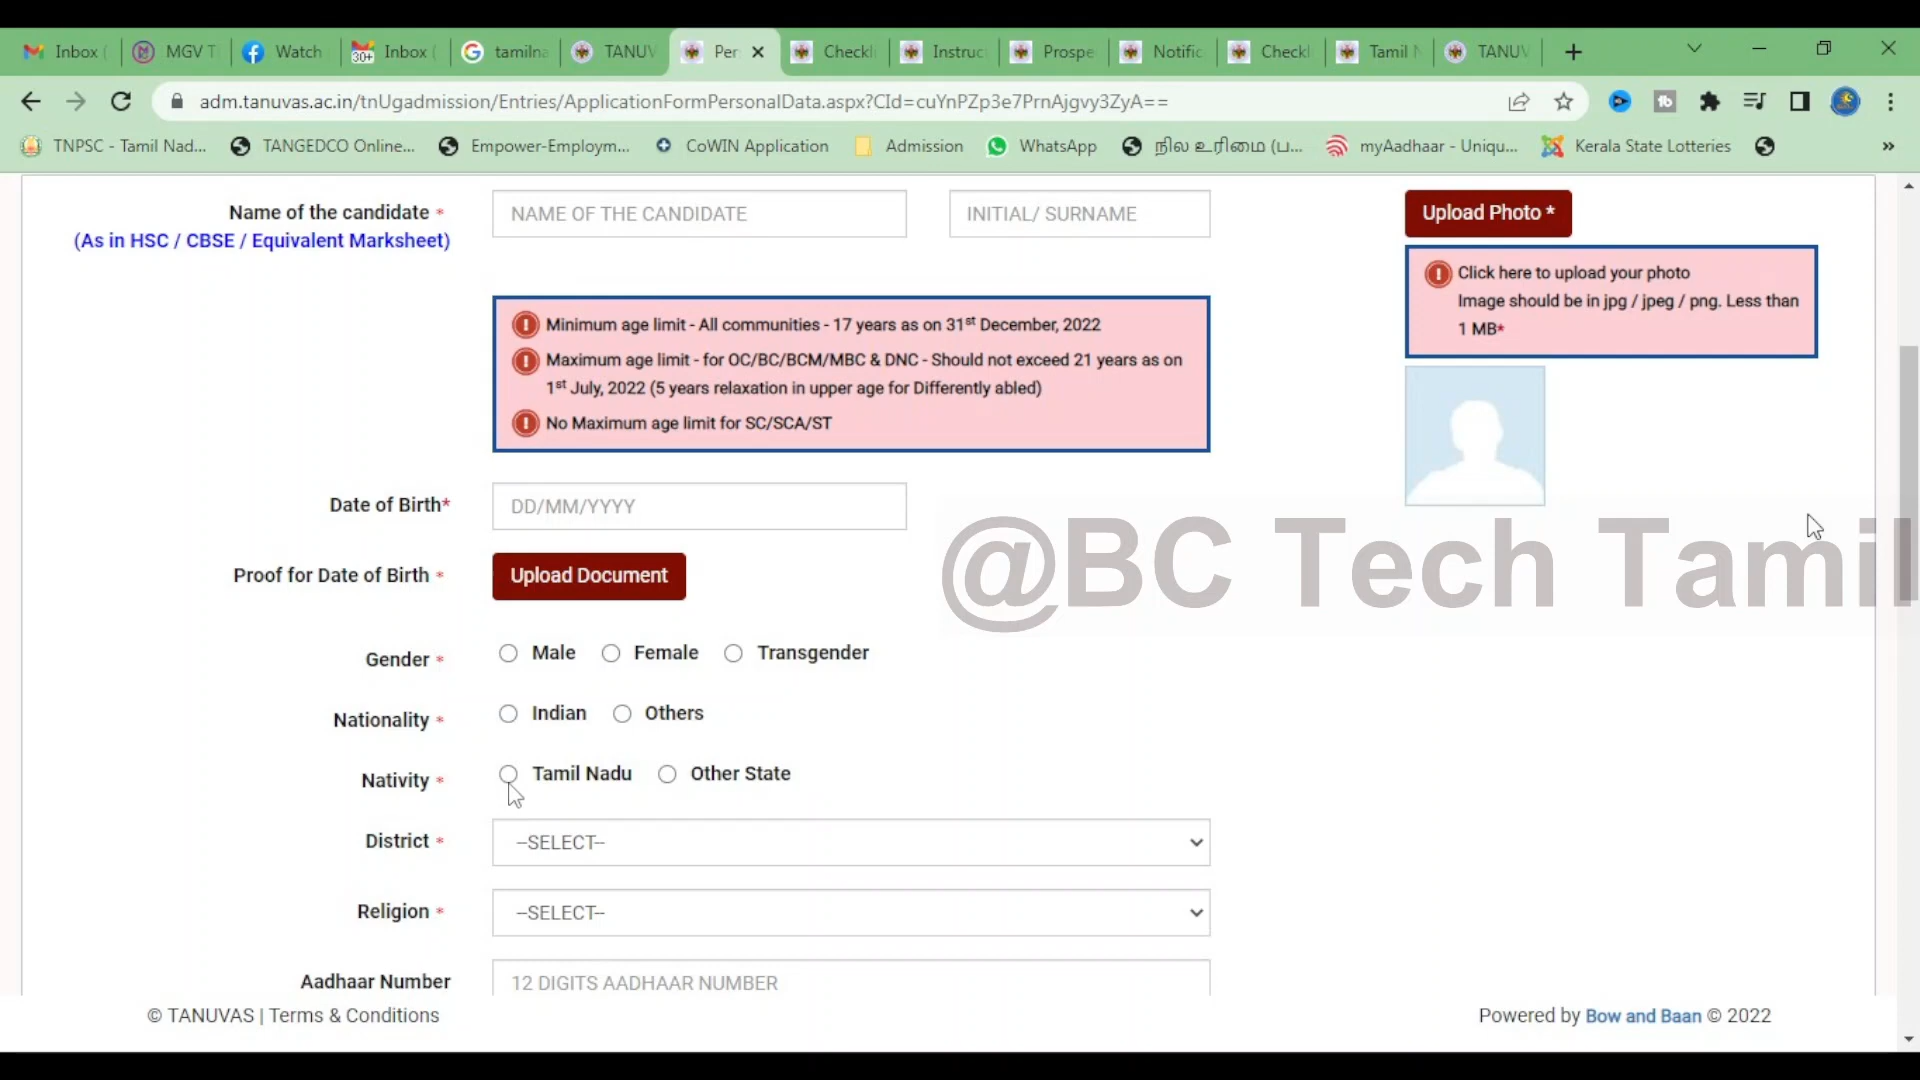 Inbox (
MGV T
Watch
30+
Inbox (
tamilna
TANUV
Per
Checkli
Instruc
Prospe
Notific
Checkl
Tamil N
TANUV
adm.tanuvas.ac.in/tnUgadmission/Entries/ApplicationFormPersonalData.aspx?CId=cuYnPZp3e7PrnAjgvy3ZyA==
TNPSC - Tamil Nad...
TANGEDCO Online...
Empower-Employm...
CoWIN Application
Admission
WhatsApp
நில உரிமை (ப...
myAadhaar - Uniqu...
Kerala State Lotteries
»
Name of the candidate *
NAME OF THE CANDIDATE
INITIAL/ SURNAME
Upload Photo *
(As in HSC / CBSE / Equivalent Marksheet)
Click here to upload your photo
Image should be in jpg / jpeg / png. Less than
1 MB*
Minimum age limit - All communities - 17 years as on 31st December, 2022
Maximum age limit - for OC/BC/BCM/MBC & DNC - Should not exceed 21 years as on
1st July, 2022 (5 years relaxation in upper age for Differently abled)
No Maximum age limit for SC/SCA/ST
Date of Birth*
DD/MM/YYYY
@BC Tech Tamil
Proof for Date of Birth *
Upload Document
Gender *
Male
Female
Transgender
Nationality *
Indian
Others
Nativity *
Tamil Nadu
Other State
District *
--SELECT--
Religion *
--SELECT--
Aadhaar Number
12 DIGITS AADHAAR NUMBER
© TANUVAS | Terms & Conditions
Powered by Bow and Baan © 2022